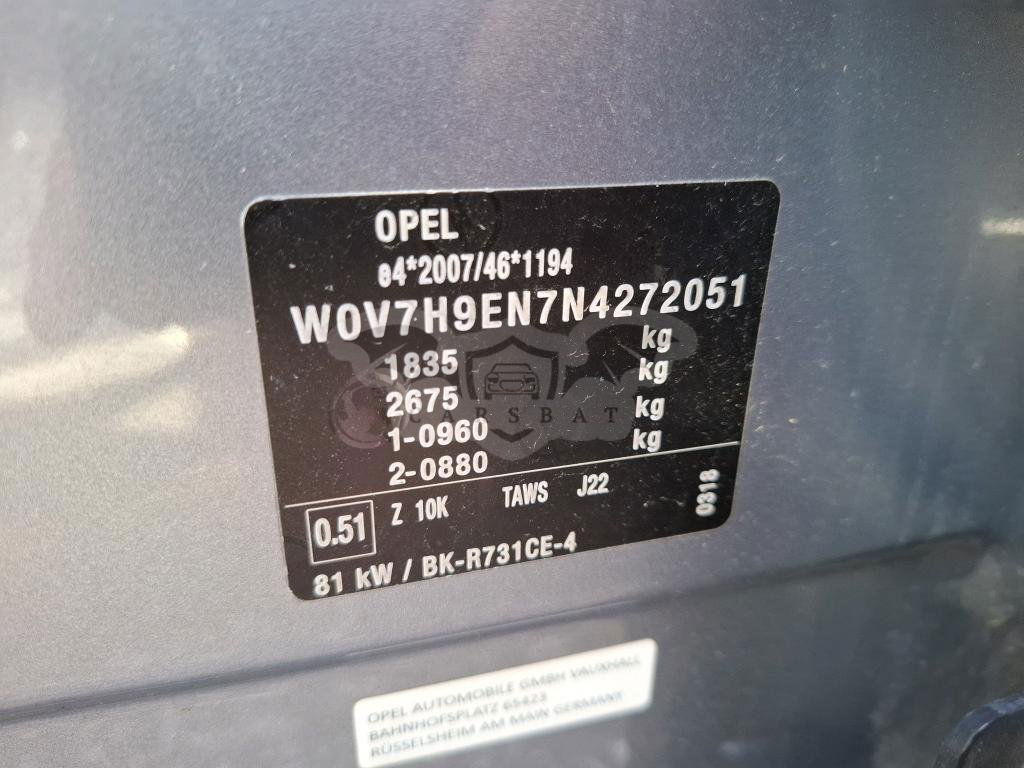 OPEL
e4*2007/46*1194
W0V7H9EN7N4272051
1835 kg
2675 kg
1-0960 kg
2-0880 kg
0.51 Z 10K TAWS J22 0318
81 kW / BK-R731CE-4
CARSBAT
OPEL AUTOMOBILE GMBH VAUXHALL
BAHNHOFSPLATZ 65423
RÜSSELSHEIM AM MAIN GERMANY